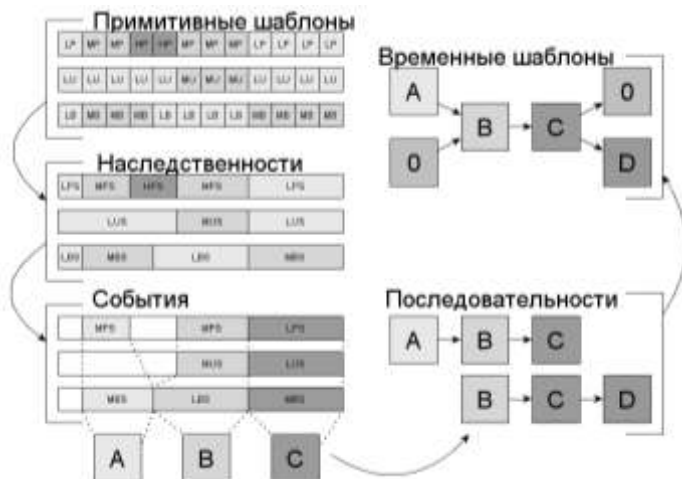 Примитивные шаблоны
LP MP MP HP HP MP MP MP LP LP LP LP
LU LU LU LU LU MU MU MU LU LU LU LU
LB MB MB MB LB LB LB LB MB MB MB MB
Наследственности
LPS MPS HPS MPS LPS
LUS MUS LUS
LBS MBS LBS MBS
События
MPS MPS LPS
MUS LUS
MBS LBS MBS
A B C
Временные шаблоны
A 0
B C
0 D
Последовательности
A B C
B C D